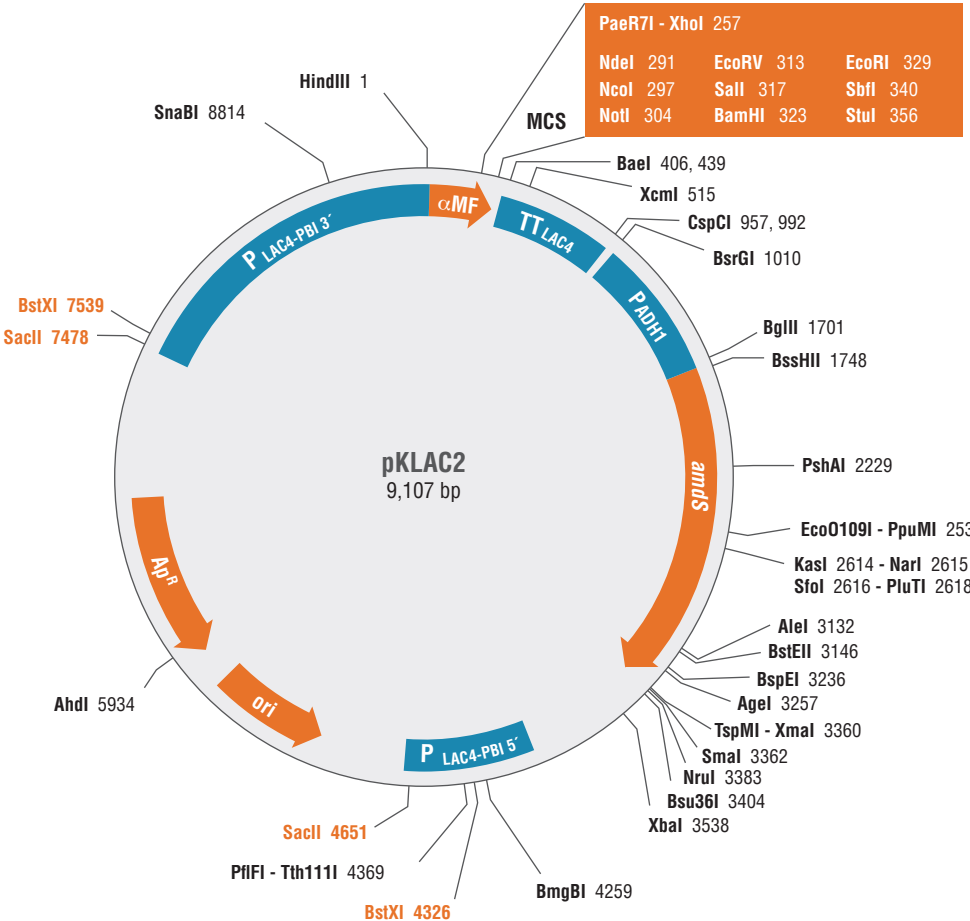 PaeR7I - XhoI 257
NdeI 291 EcoRV 313 EcoRI 329
NcoI 297 SalI 317 SbfI 340
NotI 304 BamHI 323 StuI 356
MCS
HindIII 1
SnaBI 8814
BaeI 406, 439
XcmI 515
CspCI 957, 992
BsrGI 1010
BglII 1701
BssHII 1748
PshAI 2229
EcoO109I - PpuMI 253
KasI 2614 - NarI 2615
SfoI 2616 - PluTI 2618
AleI 3132
BstEII 3146
BspEI 3236
AgeI 3257
TspMI - XmaI 3360
SmaI 3362
NruI 3383
Bsu36I 3404
XbaI 3538
BmgBI 4259
BstXI 4326
PflFI - Tth111I 4369
SacII 4651
AhdI 5934
SacII 7478
BstXI 7539
P LAC4-PBI 3´
αMF
TT LAC4
PADH1
amdS
P LAC4-PBI 5´
ori
ApR
pKLAC2
9,107 bp